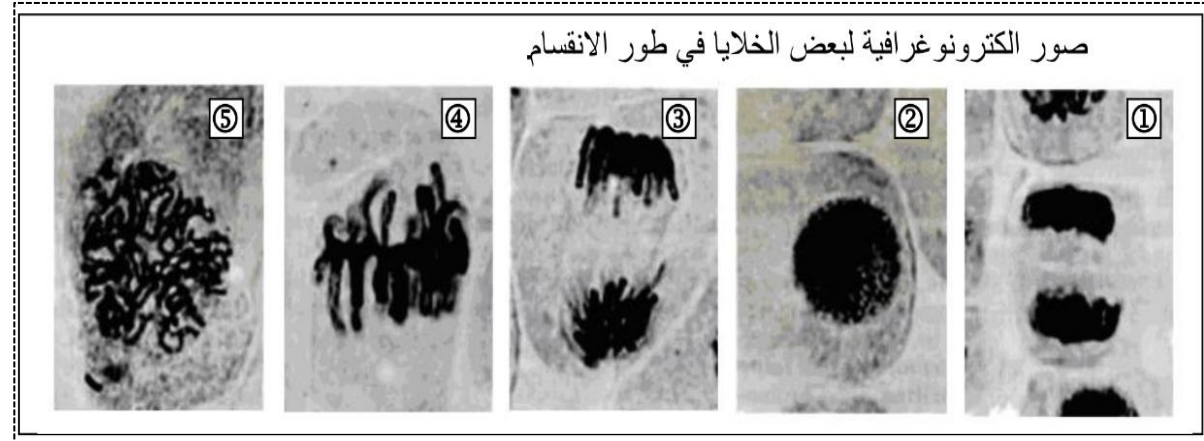 صور الكترونوغرافية لبعض الخلايا في طور الانقسام
① ② ③ ④ ⑤